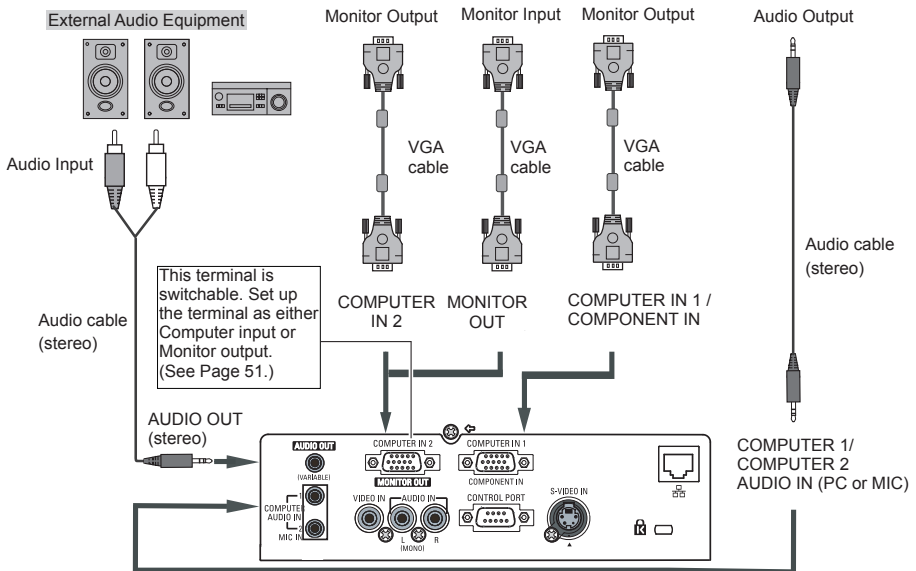 External Audio Equipment
Monitor Output
Monitor Input
Monitor Output
Audio Output
Audio Input
VGA
cable
VGA
cable
VGA
cable
Audio cable
(stereo)
This terminal is
switchable. Set up
the terminal as either
Computer input or
Monitor output.
(See Page 51.)
COMPUTER
IN 2
MONITOR
OUT
COMPUTER IN 1 /
COMPONENT IN
Audio cable
(stereo)
AUDIO OUT
(stereo)
COMPUTER 1/
COMPUTER 2
AUDIO IN (PC or MIC)
AUDIO OUT
(VARIABLE)
1
COMPUTER
AUDIO IN
2
MIC IN
COMPUTER IN 2
MONITOR OUT
COMPUTER IN 1
COMPONENT IN
VIDEO IN
AUDIO IN
L
(MONO)
R
CONTROL PORT
S-VIDEO IN
K